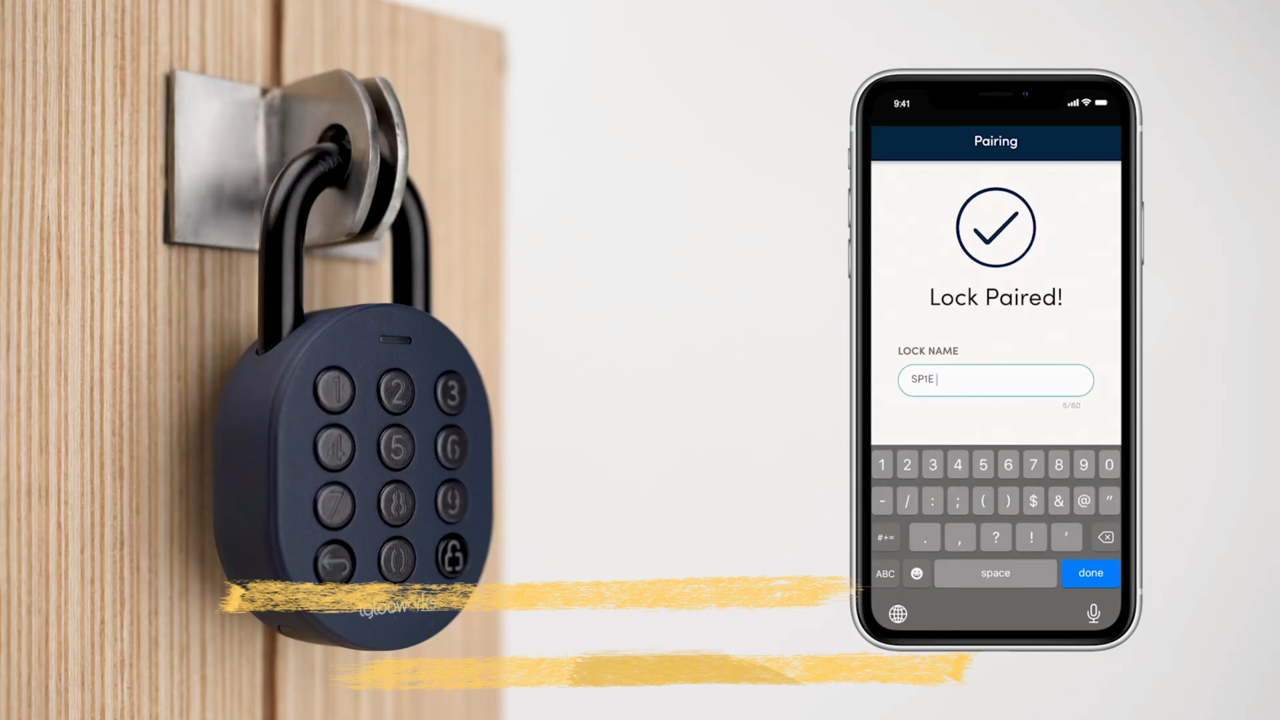 1 2 3
4 5 6
7 8 9
0
9:41
Pairing
Lock Paired!
LOCK NAME
SP1E
6/60
1 2 3 4 5 6 7 8 9 0
- / : ; ( ) $ & @ "
#+= . , ? ! '
ABC space done